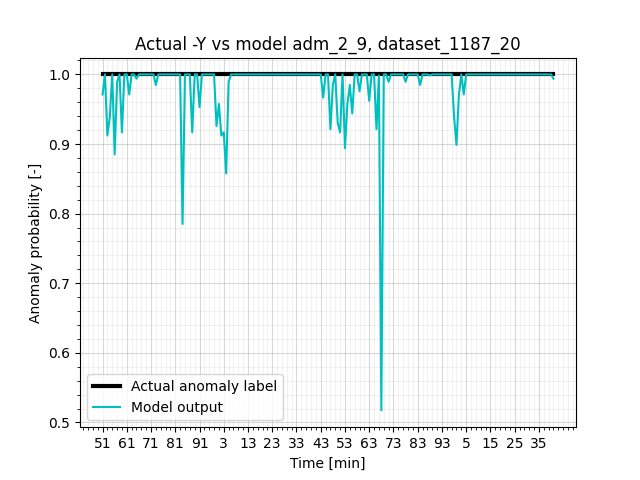 Actual -Y vs model adm_2_9, dataset_1187_20
Anomaly probability [-]
1.0
0.9
0.8
0.7
0.6
0.5
Actual anomaly label
Model output
51 61 71 81 91 3 13 23 33 43 53 63 73 83 93 5 15 25 35
Time [min]